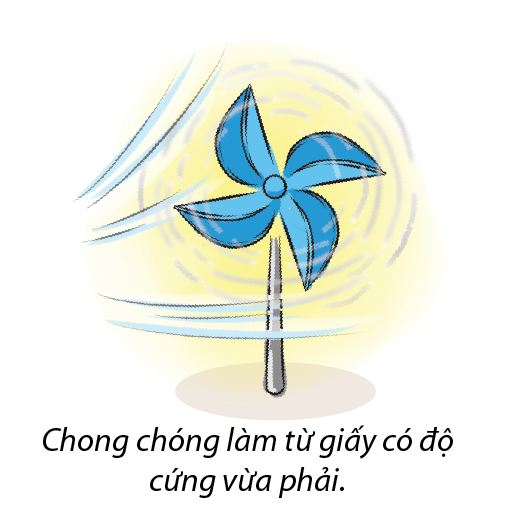 Chong chóng làm từ giấy có độ
cứng vừa phải.